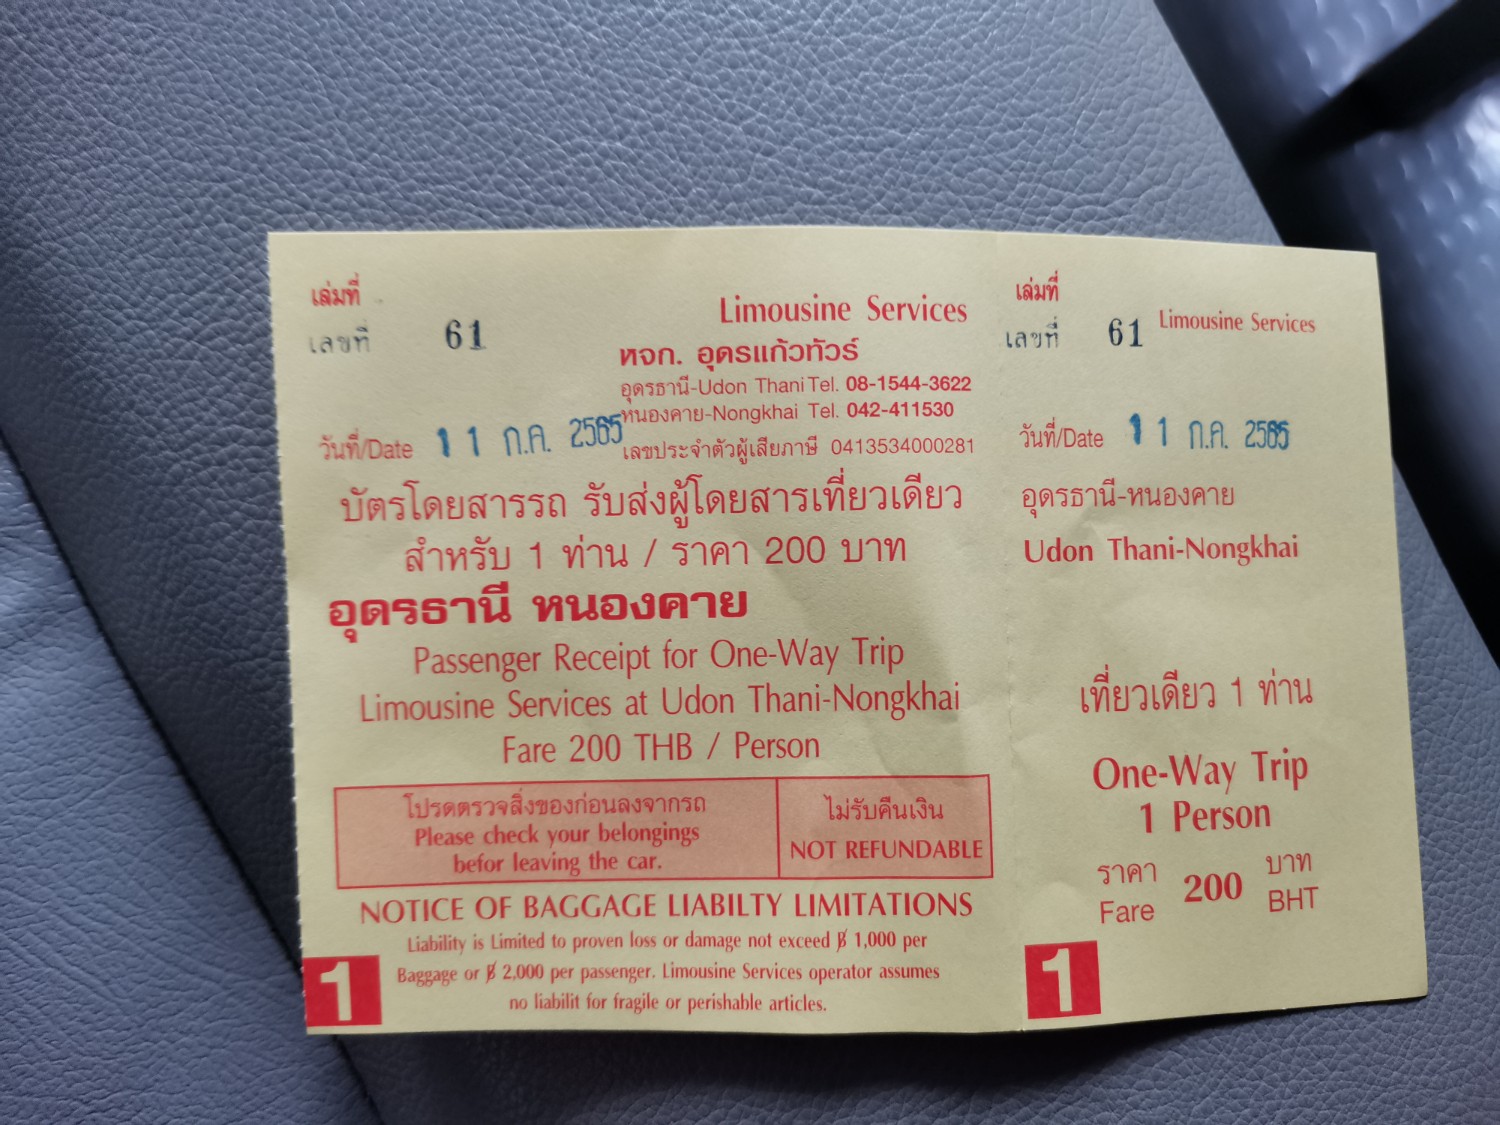 เล่มที่
เลขที่ 61
Limousine Services
หจก. อุดรแก้วทัวร์
อุดรธานี-Udon Thani Tel. 08-1544-3622
หนองคาย-Nongkhai Tel. 042-411530
เลขประจำตัวผู้เสียภาษี 0413534000281
วันที่/Date 11 ก.ค. 2565
บัตรโดยสารรถ รับส่งผู้โดยสารเที่ยวเดียว
สำหรับ 1 ท่าน / ราคา 200 บาท
อุดรธานี หนองคาย
Passenger Receipt for One-Way Trip
Limousine Services at Udon Thani-Nongkhai
Fare 200 THB / Person
โปรดตรวจสิ่งของก่อนลงจากรถ
Please check your belongings
befor leaving the car.
ไม่รับคืนเงิน
NOT REFUNDABLE
NOTICE OF BAGGAGE LIABILTY LIMITATIONS
Liability is Limited to proven loss or damage not exceed ฿ 1,000 per
Baggage or ฿ 2,000 per passenger. Limousine Services operator assumes
no liabilit for fragile or perishable articles.
1
เล่มที่
เลขที่ 61 Limousine Services
วันที่/Date 11 ก.ค. 2565
อุดรธานี-หนองคาย
Udon Thani-Nongkhai
เที่ยวเดียว 1 ท่าน
One-Way Trip
1 Person
ราคา 200 บาท
Fare BHT
1